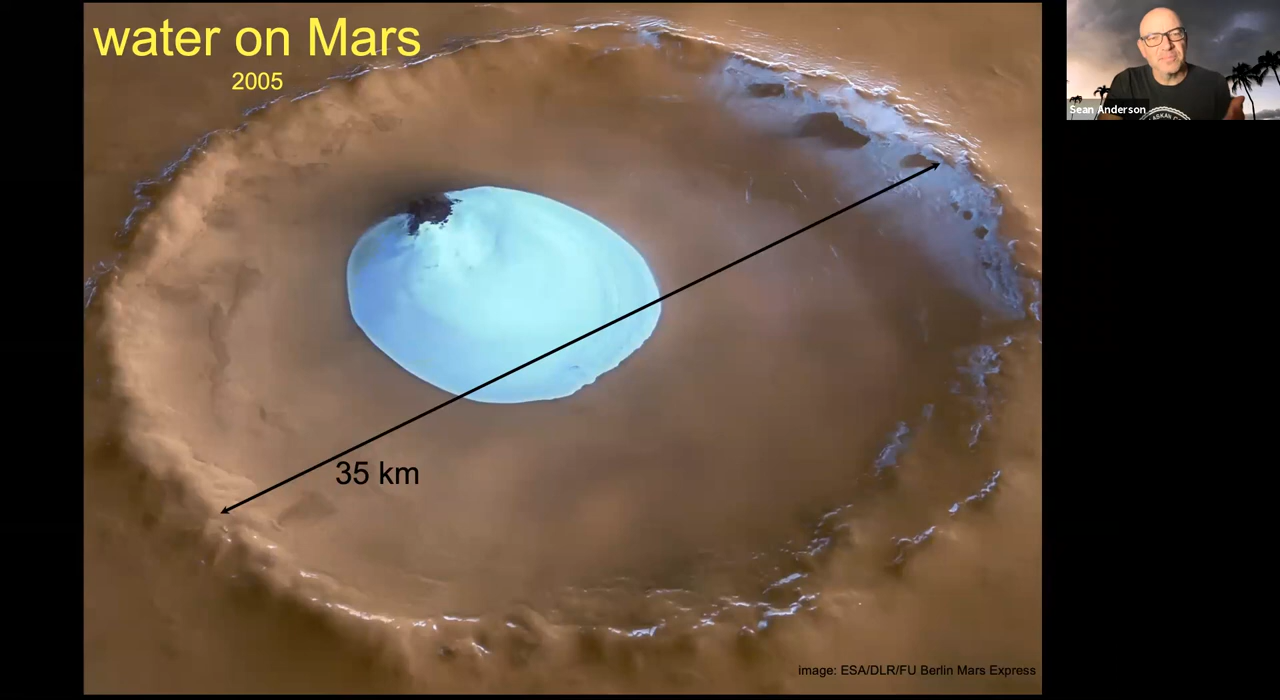 water on Mars
2005
35 km
image: ESA/DLR/FU Berlin Mars Express
Sean Anderson